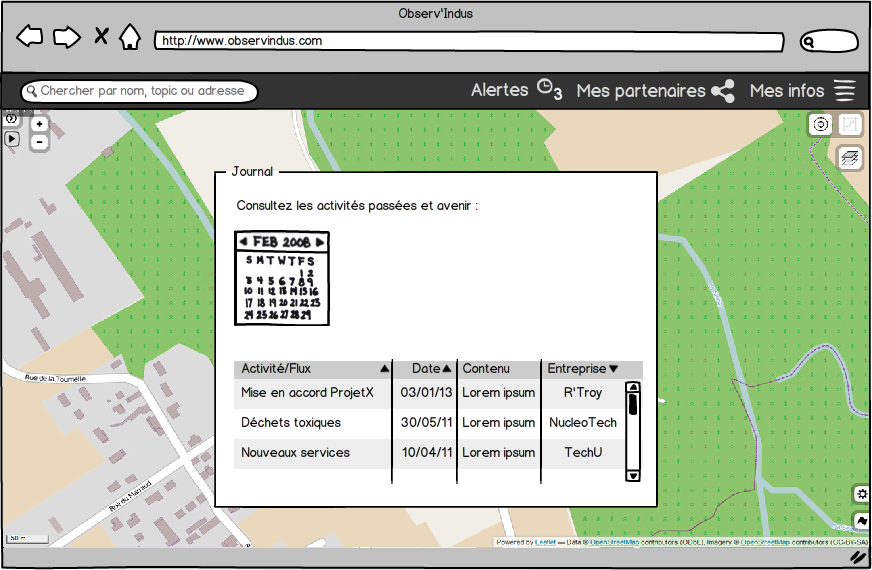 Observ'Indus
http://www.observindus.com
Chercher par nom, topic ou adresse
Alertes 3 Mes partenaires Mes infos
+
−
Journal
Consultez les activités passées et avenir :
FEB 2008
S M T W T F S
1 2
3 4 5 6 7 8 9
10 11 12 13 14 15 16
17 18 19 20 21 22 23
24 25 26 27 28 29
Activité/Flux Date Contenu Entreprise
Mise en accord ProjetX 03/01/13 Lorem ipsum R'Troy
Déchets toxiques 30/05/11 Lorem ipsum NucleoTech
Nouveaux services 10/04/11 Lorem ipsum TechU
Rue de la Tournelle
Rue du Marraud
50 m
Powered by Leaflet — Data © OpenStreetMap contributors (ODbL), Imagery © OpenStreetMap contributors (CC-BY-SA)